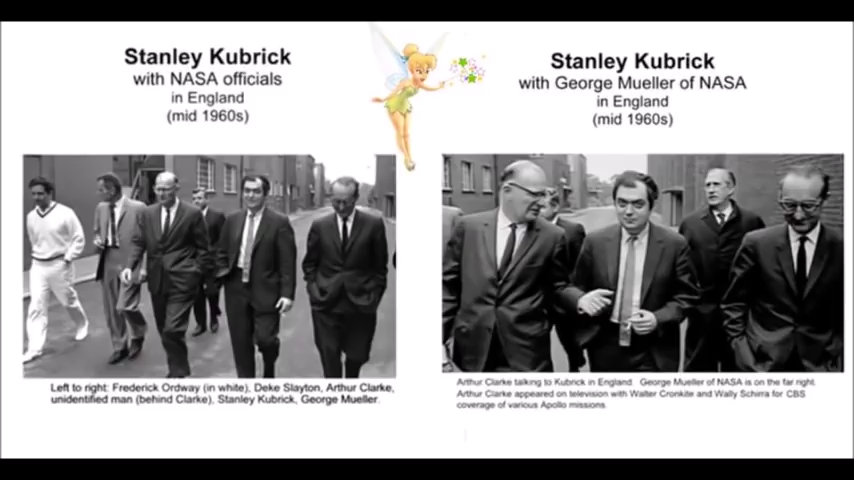 Stanley Kubrick
with NASA officials
in England
(mid 1960s)
Left to right: Frederick Ordway (in white), Deke Slayton, Arthur Clarke,
unidentified man (behind Clarke), Stanley Kubrick, George Mueller.
Stanley Kubrick
with George Mueller of NASA
in England
(mid 1960s)
Arthur Clarke talking to Kubrick in England. George Mueller of NASA is on the far right.
Arthur Clarke appeared on television with Walter Cronkite and Wally Schirra for CBS
coverage of various Apollo missions.